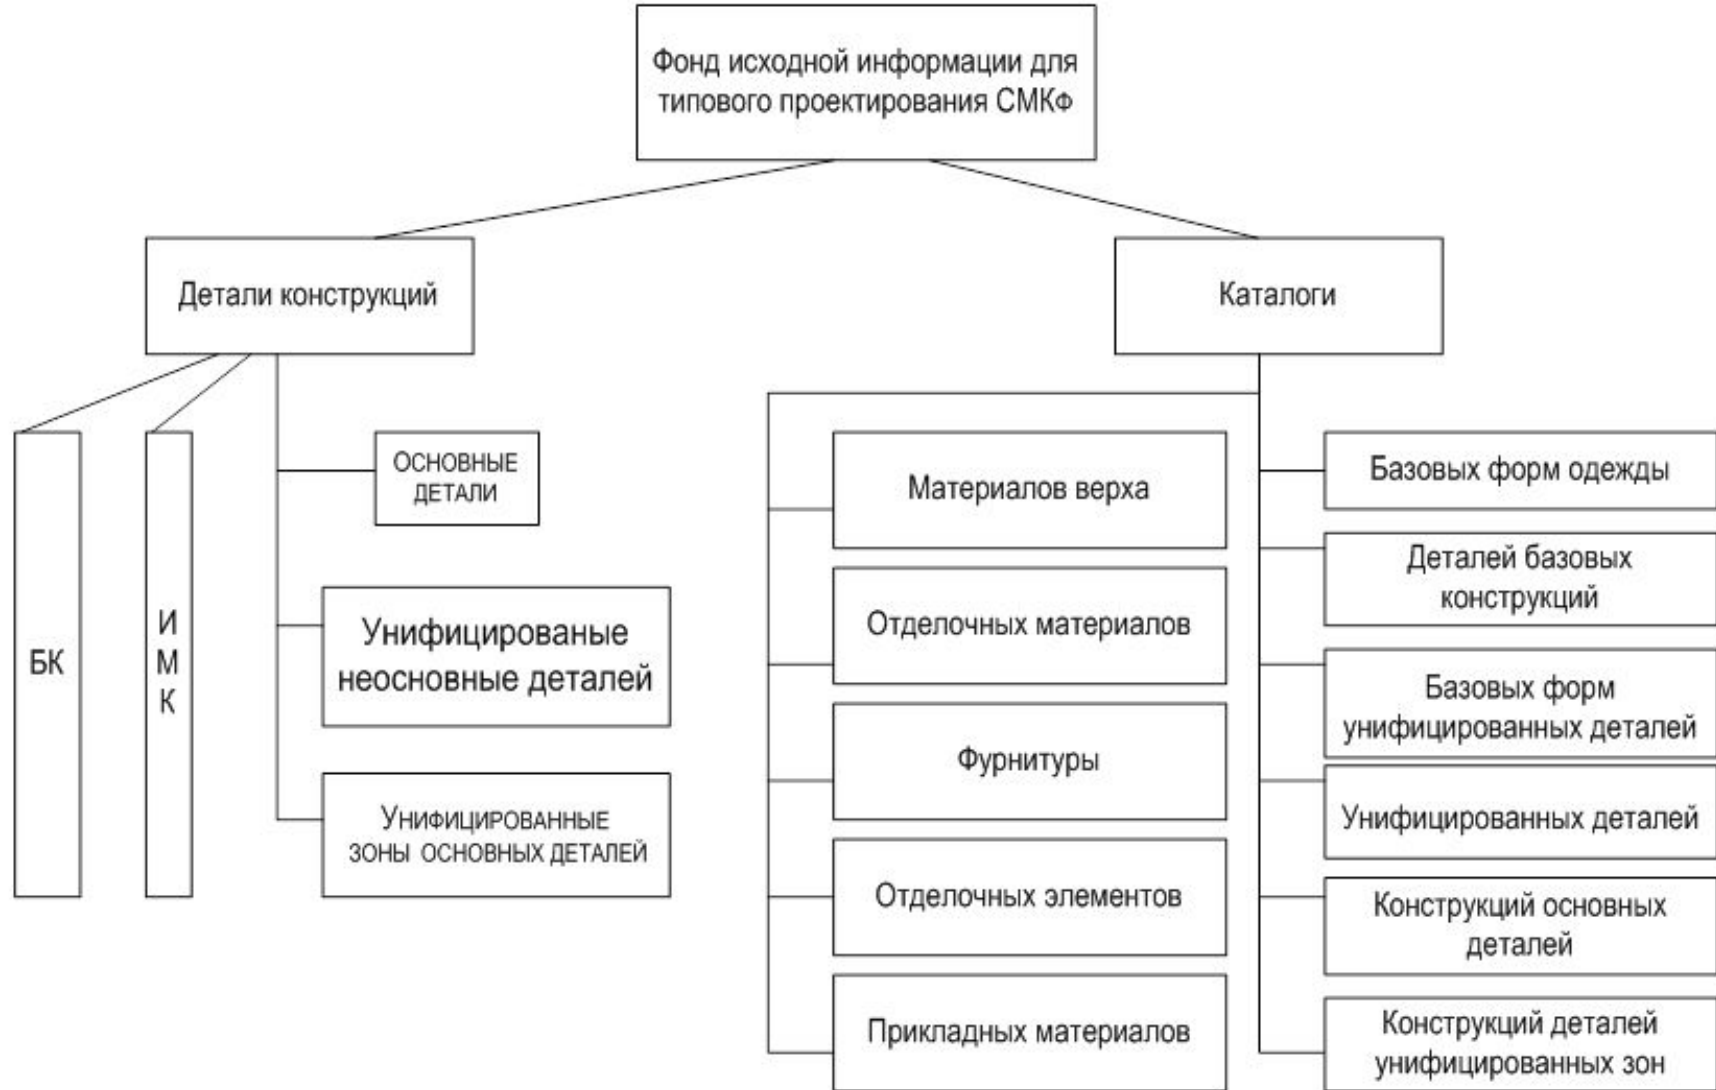 Фонд исходной информации для
типового проектирования СМКФ
Детали конструкций
Каталоги
БК
И
М
К
ОСНОВНЫЕ
ДЕТАЛИ
Унифицированые
неосновные деталей
УНИФИЦИРОВАННЫЕ
ЗОНЫ ОСНОВНЫХ ДЕТАЛЕЙ
Материалов верха
Отделочных материалов
Фурнитуры
Отделочных элементов
Прикладных материалов
Базовых форм одежды
Деталей базовых
конструкций
Базовых форм
унифицированных деталей
Унифицированных деталей
Конструкций основных
деталей
Конструкций деталей
унифицированных зон